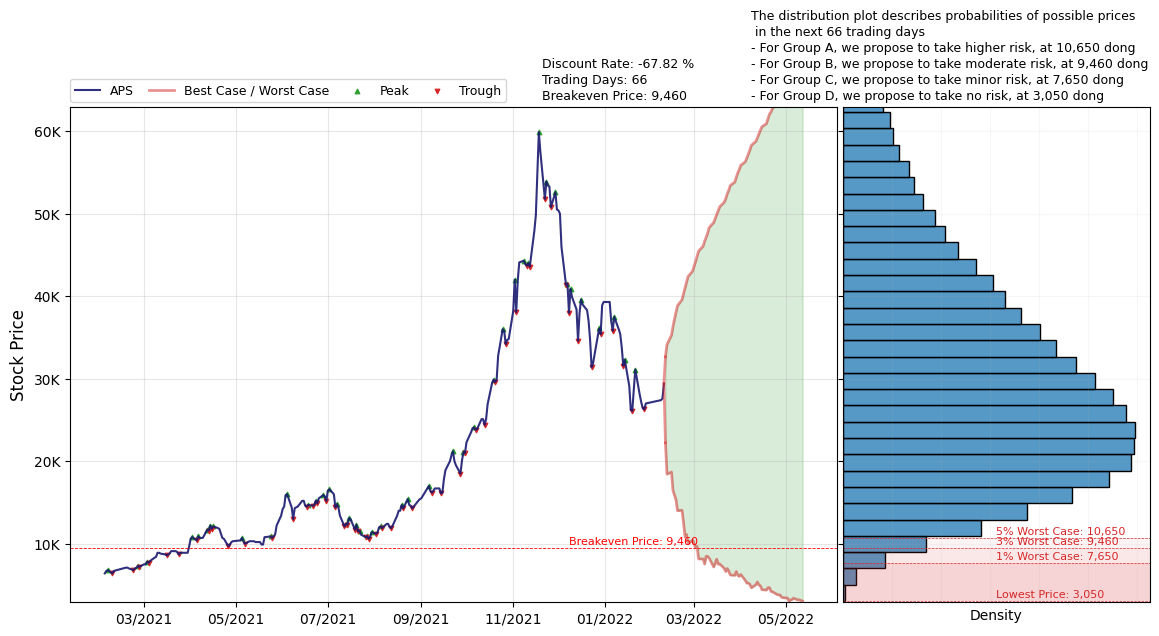 The distribution plot describes probabilities of possible prices
in the next 66 trading days
- For Group A, we propose to take higher risk, at 10,650 dong
- For Group B, we propose to take moderate risk, at 9,460 dong
- For Group C, we propose to take minor risk, at 7,650 dong
- For Group D, we propose to take no risk, at 3,050 dong
Discount Rate: -67.82 %
Trading Days: 66
Breakeven Price: 9,460
APS
Best Case / Worst Case
Peak
Trough
Stock Price
60K
50K
40K
30K
20K
10K
Breakeven Price: 9,460
03/2021
05/2021
07/2021
09/2021
11/2021
01/2022
03/2022
05/2022
5% Worst Case: 10,650
3% Worst Case: 9,460
1% Worst Case: 7,650
Lowest Price: 3,050
Density